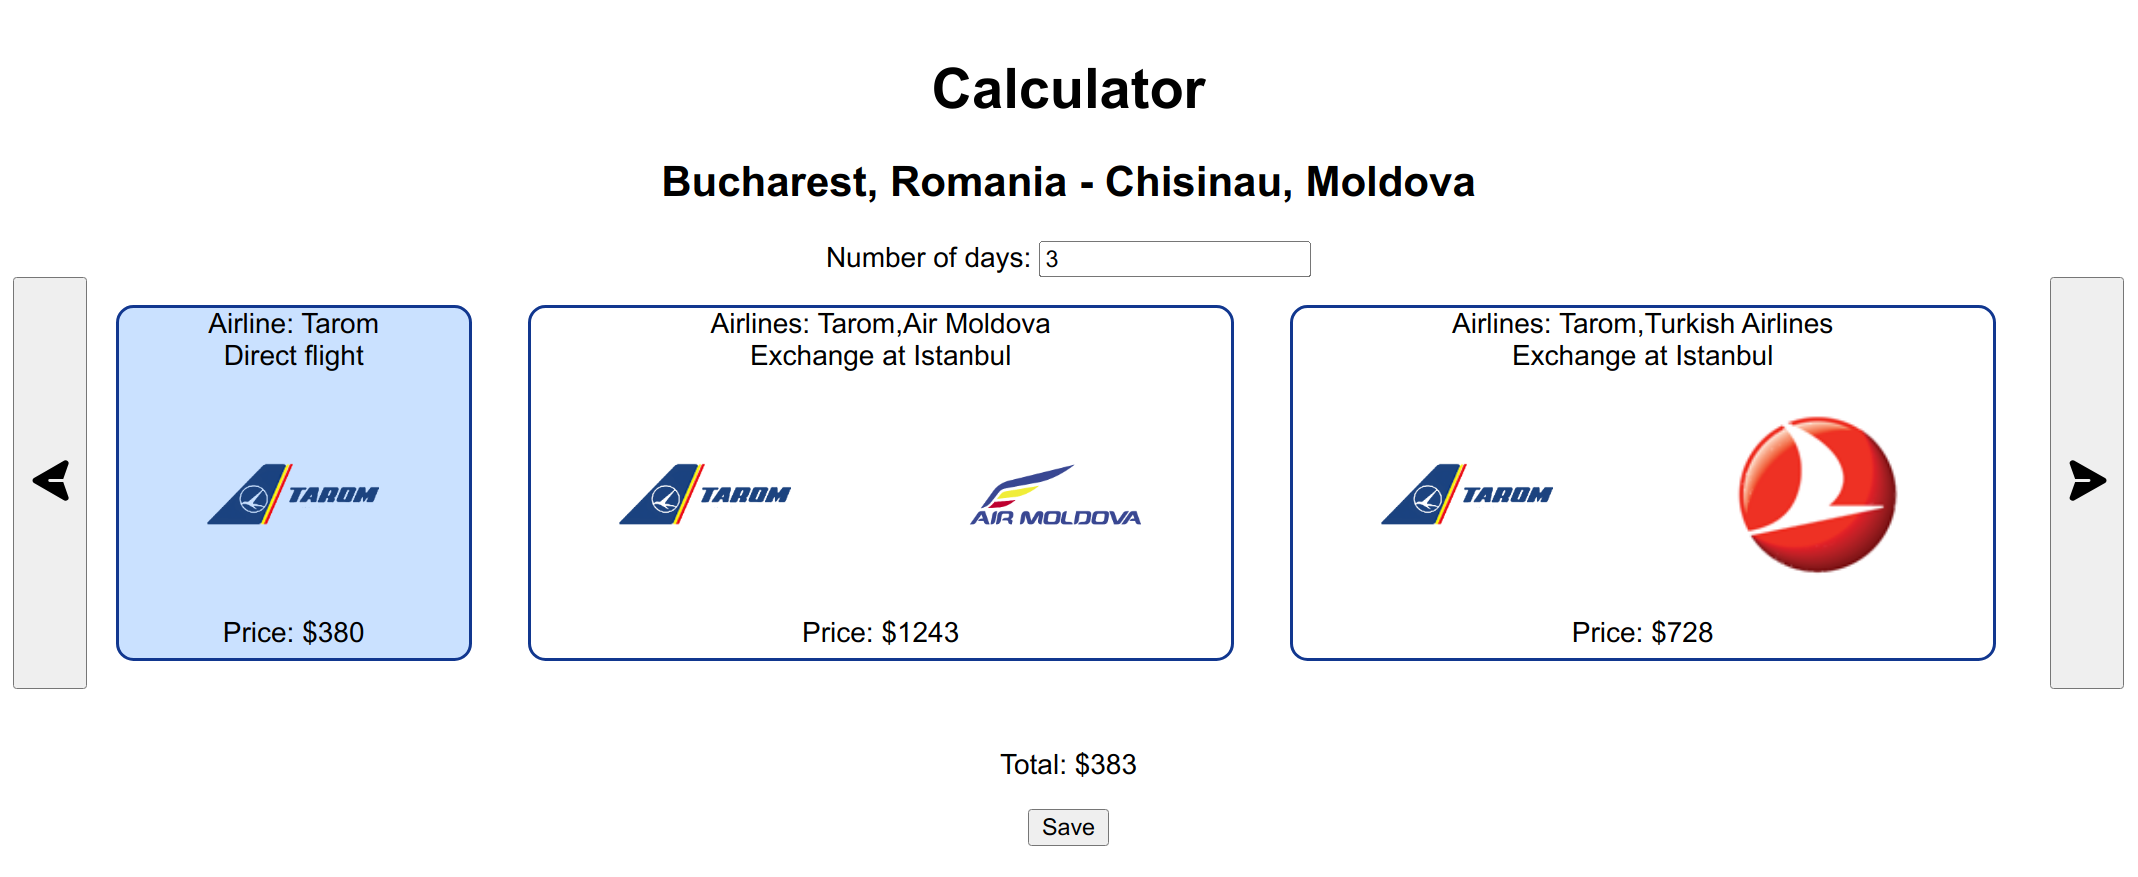 Calculator
Bucharest, Romania - Chisinau, Moldova
Number of days: 3
Airline: Tarom
Direct flight
TAROM
Price: $380
Airlines: Tarom,Air Moldova
Exchange at Istanbul
TAROM
AIR MOLDOVA
Price: $1243
Airlines: Tarom,Turkish Airlines
Exchange at Istanbul
TAROM
Price: $728
Total: $383
Save